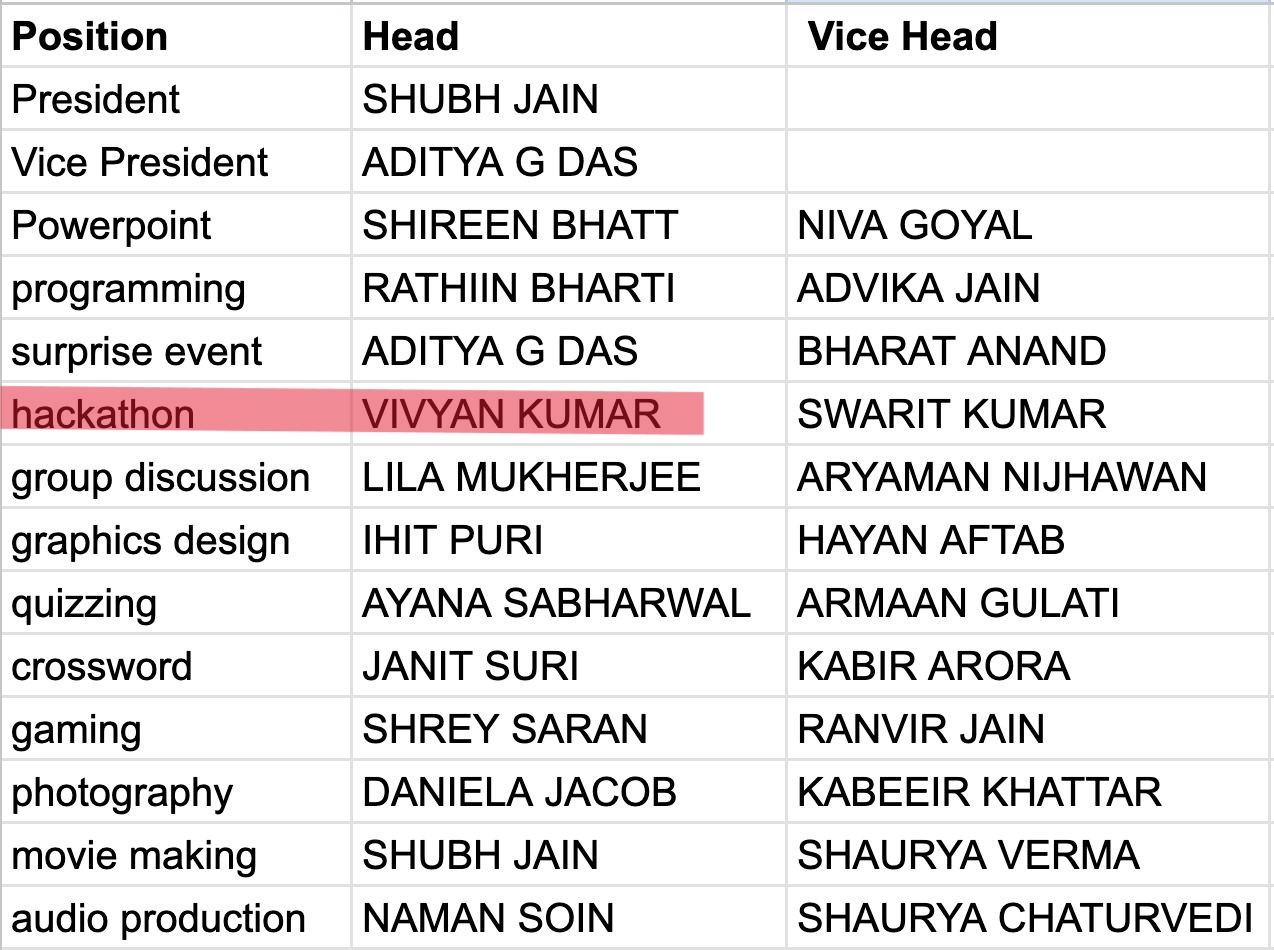 Position Head Vice Head
President SHUBH JAIN
Vice President ADITYA G DAS
Powerpoint SHIREEN BHATT NIVA GOYAL
programming RATHIIN BHARTI ADVIKA JAIN
surprise event ADITYA G DAS BHARAT ANAND
hackathon VIVYAN KUMAR SWARIT KUMAR
group discussion LILA MUKHERJEE ARYAMAN NIJHAWAN
graphics design IHIT PURI HAYAN AFTAB
quizzing AYANA SABHARWAL ARMAAN GULATI
crossword JANIT SURI KABIR ARORA
gaming SHREY SARAN RANVIR JAIN
photography DANIELA JACOB KABEEIR KHATTAR
movie making SHUBH JAIN SHAURYA VERMA
audio production NAMAN SOIN SHAURYA CHATURVEDI